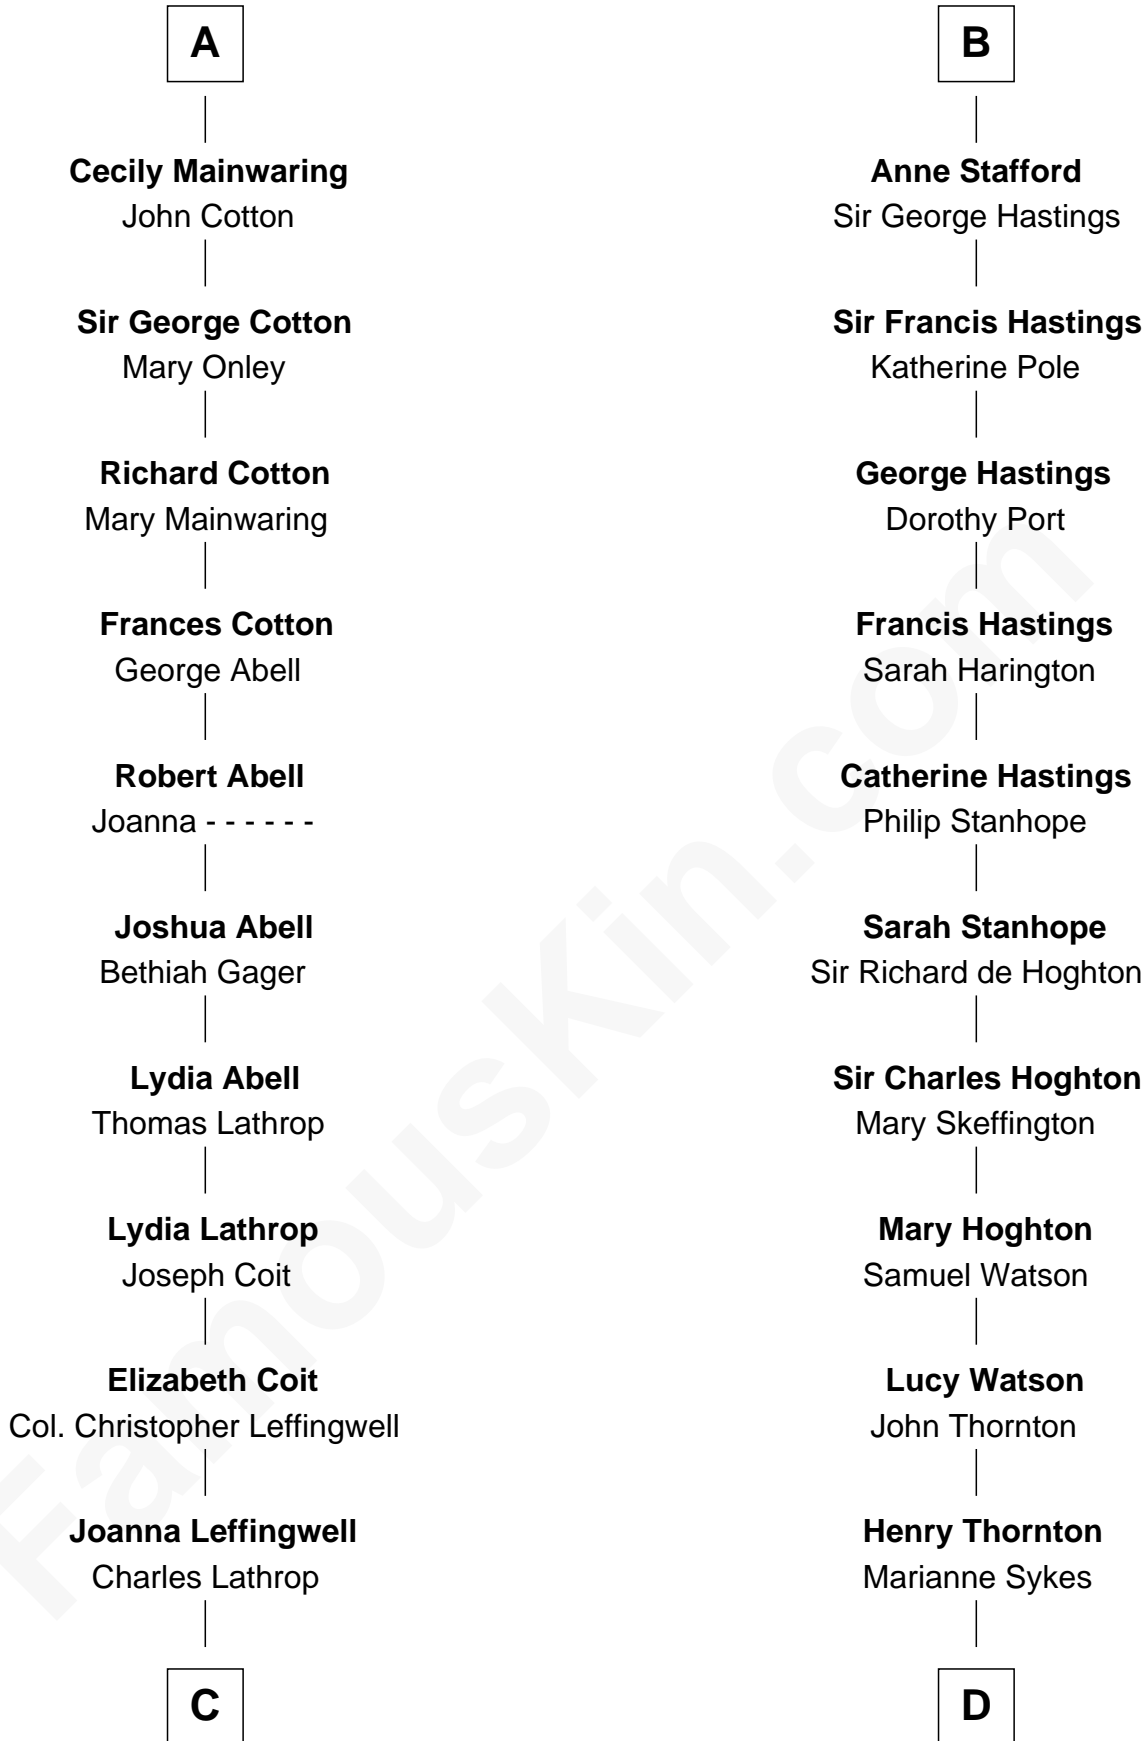 A
Cecily Mainwaring
John Cotton
Sir George Cotton
Mary Onley
Richard Cotton
Mary Mainwaring
Frances Cotton
George Abell
Robert Abell
Joanna - - - - - -
Joshua Abell
Bethiah Gager
Lydia Abell
Thomas Lathrop
Lydia Lathrop
Joseph Coit
Elizabeth Coit
Col. Christopher Leffingwell
Joanna Leffingwell
Charles Lathrop
C
B
Anne Stafford
Sir George Hastings
Sir Francis Hastings
Katherine Pole
George Hastings
Dorothy Port
Francis Hastings
Sarah Harington
Catherine Hastings
Philip Stanhope
Sarah Stanhope
Sir Richard de Hoghton
Sir Charles Hoghton
Mary Skeffington
Mary Hoghton
Samuel Watson
Lucy Watson
John Thornton
Henry Thornton
Marianne Sykes
D
FamousKin.com